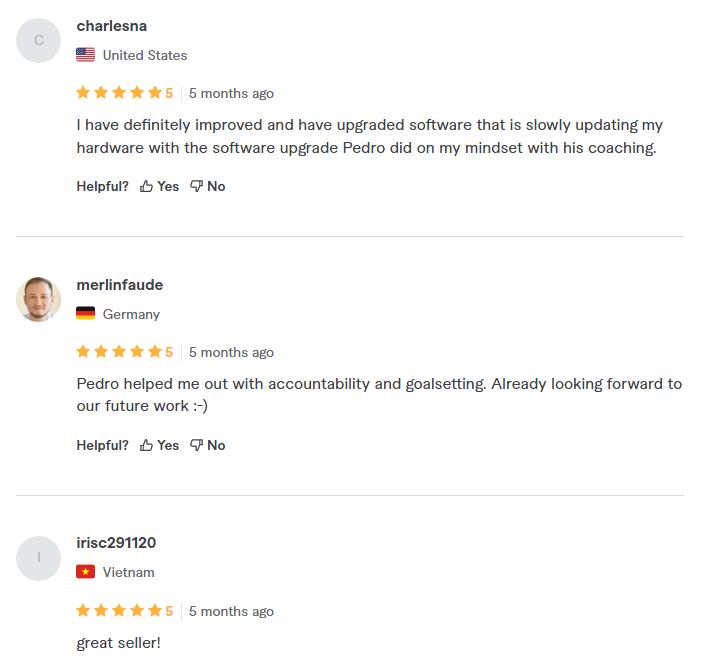 C
charlesna
United States
5 5 months ago
I have definitely improved and have upgraded software that is slowly updating my
hardware with the software upgrade Pedro did on my mindset with his coaching.
Helpful? Yes No
merlinfaude
Germany
5 5 months ago
Pedro helped me out with accountability and goalsetting. Already looking forward to
our future work :-)
Helpful? Yes No
I
irisc291120
Vietnam
5 5 months ago
great seller!